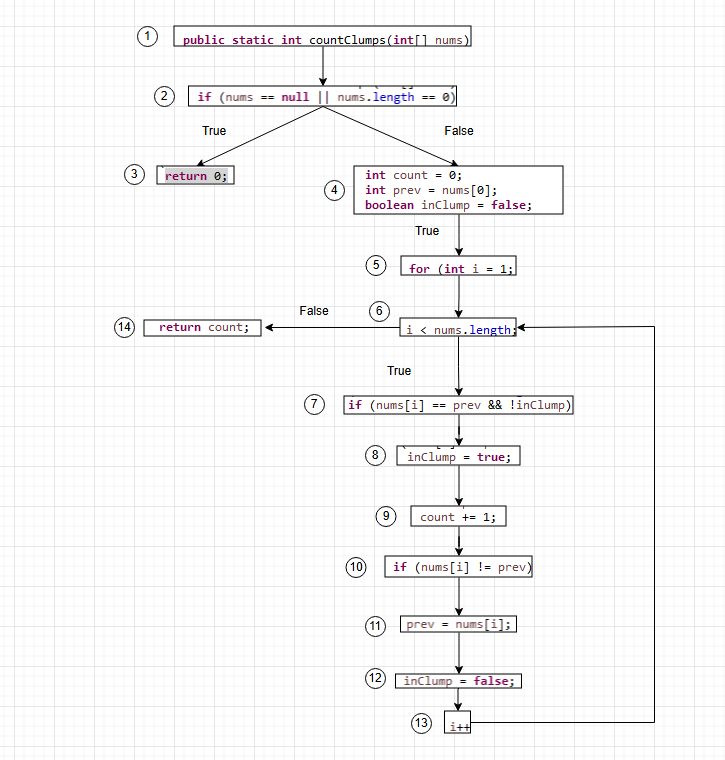 1
public static int countClumps(int[] nums)
2
if (nums == null || nums.length == 0)
True
False
3
return 0;
4
int count = 0;
int prev = nums[0];
boolean inClump = false;
True
5
for (int i = 1;
6
i < nums.length;
False
14
return count;
True
7
if (nums[i] == prev && !inClump)
8
inClump = true;
9
count += 1;
10
if (nums[i] != prev)
11
prev = nums[i];
12
inClump = false;
13
i++